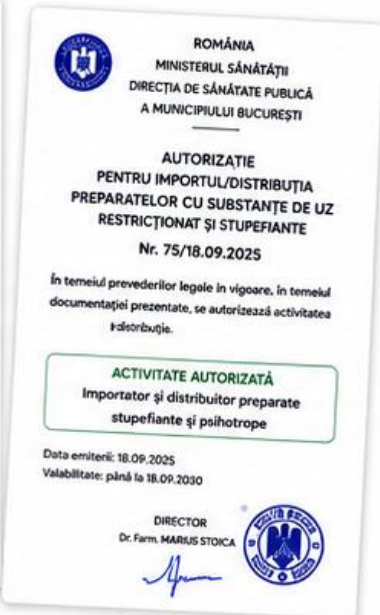 ROMÂNIA
MINISTERUL SĂNĂTĂȚII
DIRECȚIA DE SĂNĂTATE PUBLICĂ
A MUNICIPIULUI BUCUREȘTI
AUTORIZAȚIE
PENTRU IMPORTUL/DISTRIBUȚIA
PREPARATELOR CU SUBSTANȚE DE UZ
RESTRICȚIONAT ȘI STUPEFIANTE
Nr. 75/18.09.2025
În temeiul prevederilor legale în vigoare, în temeiul
documentației prezentate, se autorizează activitatea
ACTIVITATE AUTORIZATĂ
Importator și distribuitor preparate
stupefiante și psihotrope
Data emiterii: 18.09.2025
Valabilitate: până la 18.09.2030
DIRECTOR
Dr. Farm. MARIUS STOICA